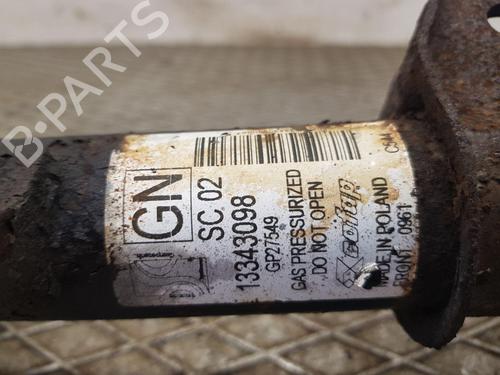 B-PARTS
GN
SC. 02
13343098
GP27549
GAS PRESSURIZED
DO NOT OPEN
MADE IN POLAND
FRONT 0961